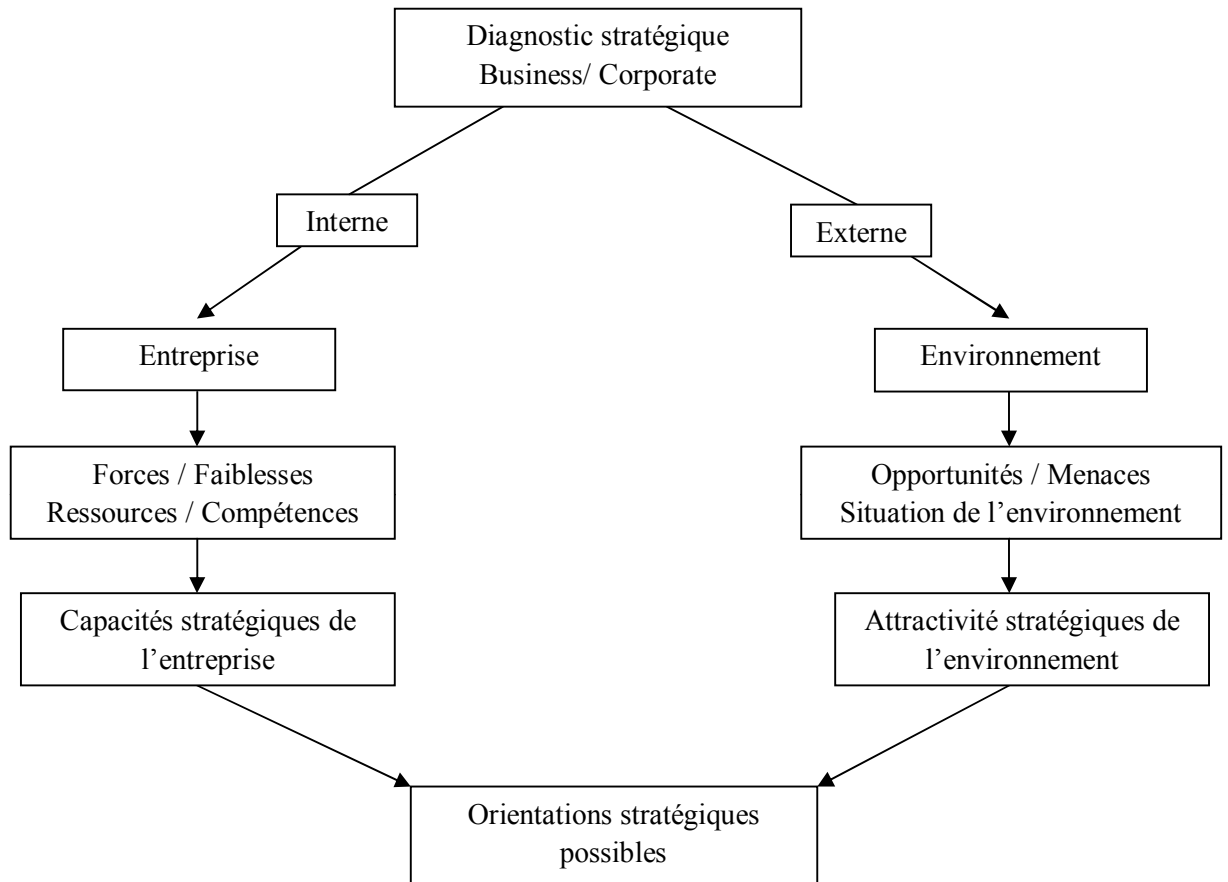 Diagnostic stratégique
Business/ Corporate
Interne
Externe
Entreprise
Environnement
Forces / Faiblesses
Ressources / Compétences
Opportunités / Menaces
Situation de l’environnement
Capacités stratégiques de
l’entreprise
Attractivité stratégiques de
l’environnement
Orientations stratégiques
possibles